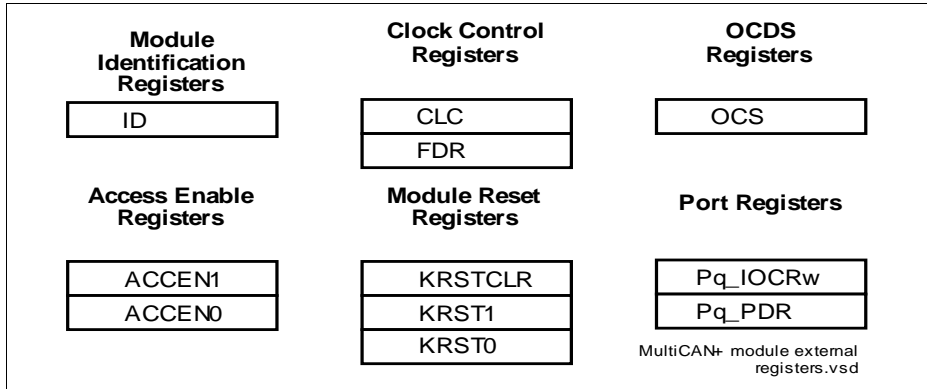 Module
Identification
Registers
ID
Clock Control
Registers
CLC
FDR
OCDS
Registers
OCS
Access Enable
Registers
ACCEN1
ACCEN0
Module Reset
Registers
KRSTCLR
KRST1
KRST0
Port Registers
Pq_IOCRw
Pq_PDR
MultiCAN+ module external
registers.vsd